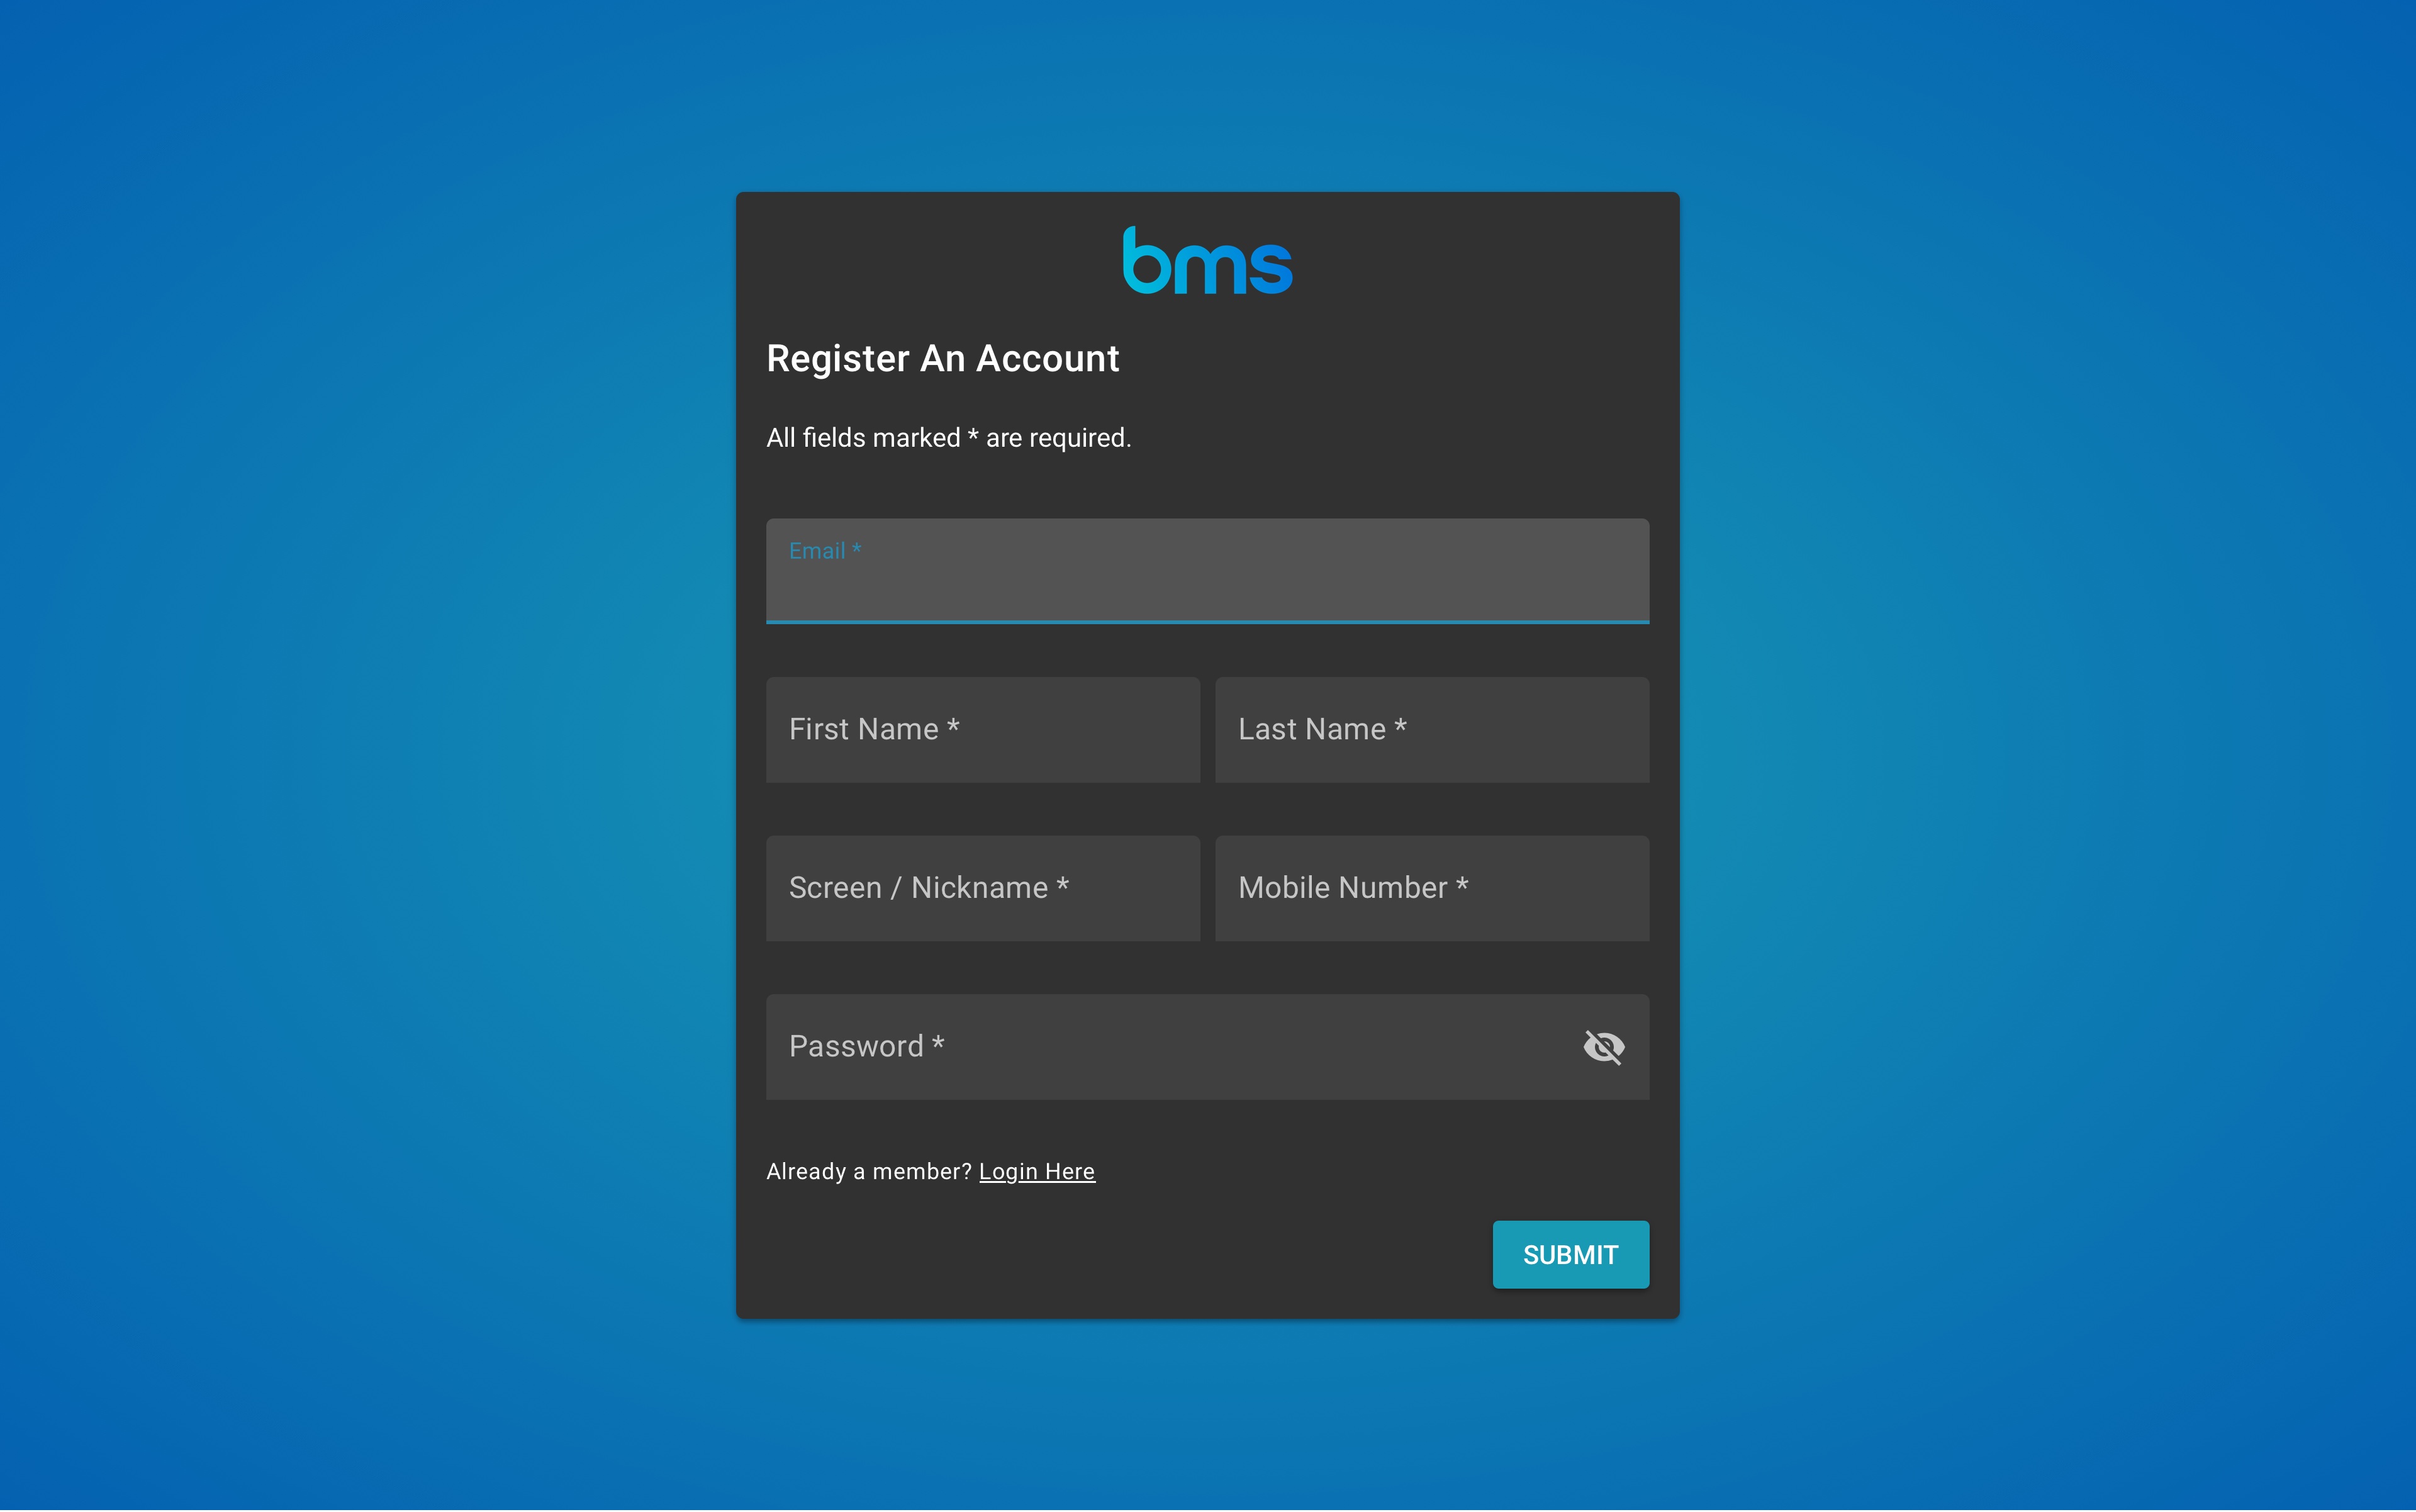 bms
Register An Account
All fields marked * are required.
Email *
First Name *
Last Name *
Screen / Nickname *
Mobile Number *
Password *
Already a member? Login Here
SUBMIT